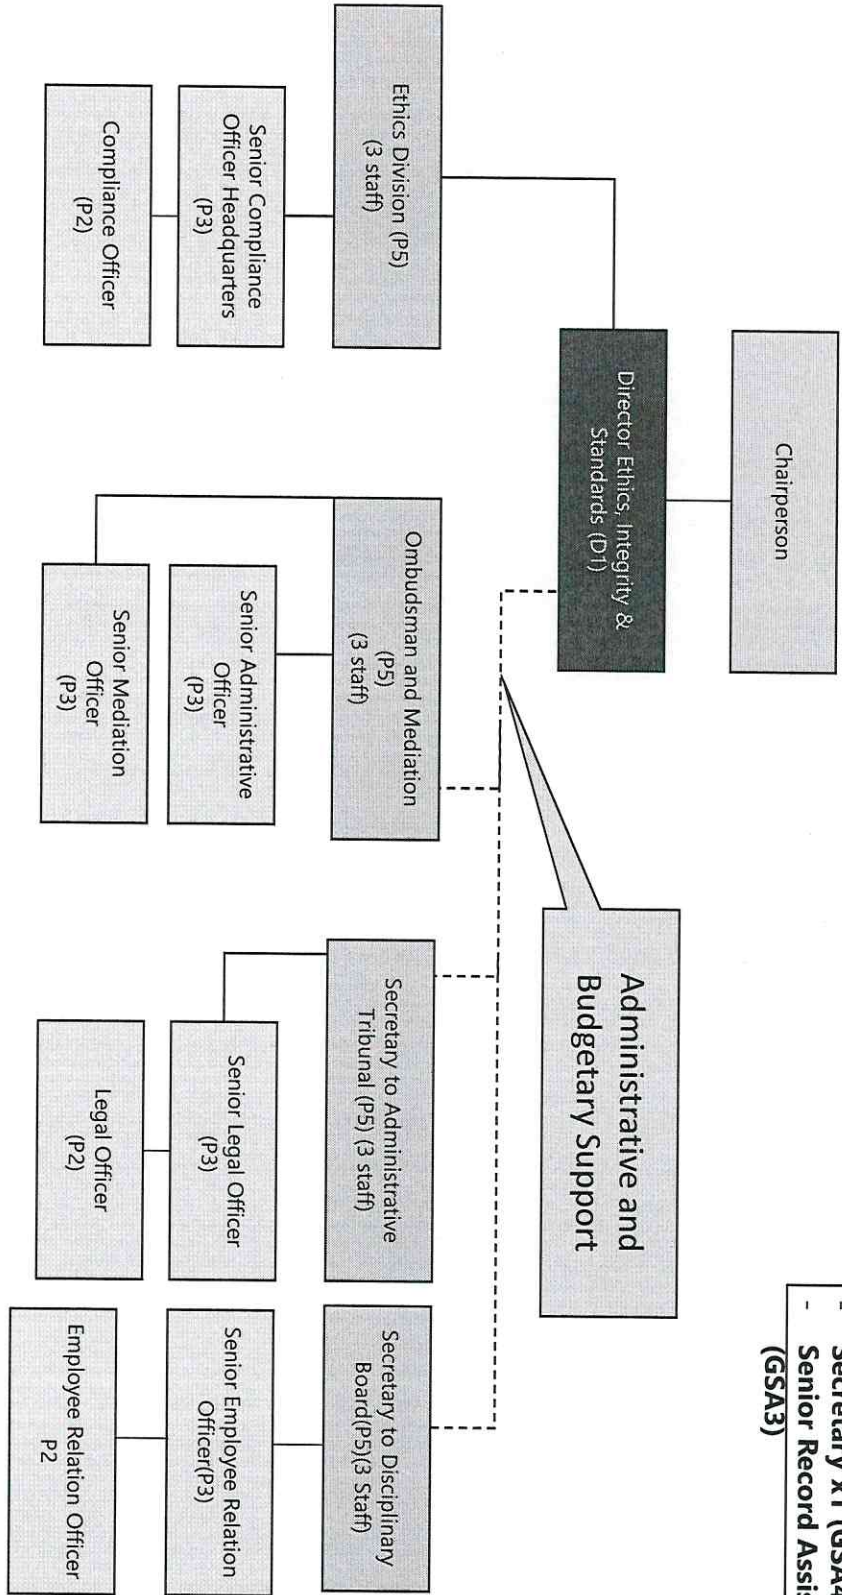 - Secretary x1 (GSA4
- Senior Record Assis
(GSA3)
Chairperson
Director Ethics, Integrity &
Standards (D1)
Administrative and
Budgetary Support
Ethics Division (P5)
(3 staff)
Senior Compliance
Officer Headquarters
(P3)
Compliance Officer
(P2)
Ombudsman and Mediation
(P5)
(3 staff)
Senior Administrative
Officer
(P3)
Senior Mediation
Officer
(P3)
Secretary to Administrative
Tribunal (P5) (3 staff)
Senior Legal Officer
(P3)
Legal Officer
(P2)
Secretary to Disciplinary
Board(P5)(3 Staff)
Senior Employee Relation
Officer(P3)
Employee Relation Officer
P2